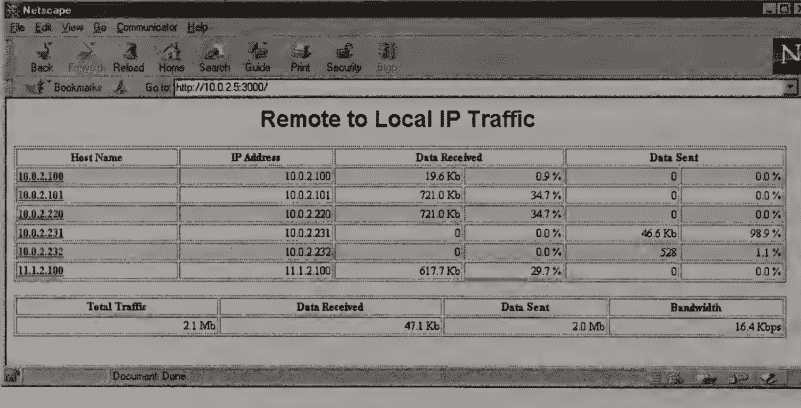 Netscape
File Edit View Go Communicator Help
Back Forward Reload Home Search Guide Print Security Stop
Bookmarks Go to: http://10.0.2.5:3000/
N
Remote to Local IP Traffic
Host Name IP Address Data Received Data Sent
10.0.2.100 10.0.2.100 19.6 Kb 0.9 % 0 0.0 %
10.0.2.101 10.0.2.101 721.0 Kb 34.7 % 0 0.0 %
10.0.2.220 10.0.2.220 721.0 Kb 34.7 % 0 0.0 %
10.0.2.231 10.0.2.231 0 0.0 % 46.6 Kb 98.9 %
10.0.2.232 10.0.2.232 0 0.0 % 528 1.1 %
11.1.2.100 11.1.2.100 617.7 Kb 29.7 % 0 0.0 %
Total Traffic Data Received Data Sent Bandwidth
2.1 Mb 47.1 Kb 2.0 Mb 16.4 Kbps
Document: Done